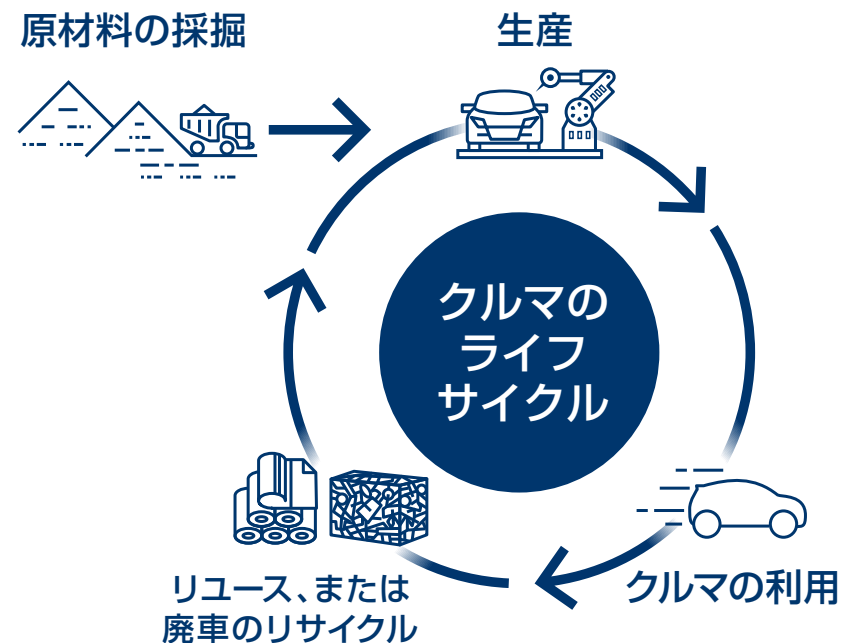 原材料の採掘
生産
クルマの
ライフ
サイクル
クルマの利用
リユース、または
廃車のリサイクル